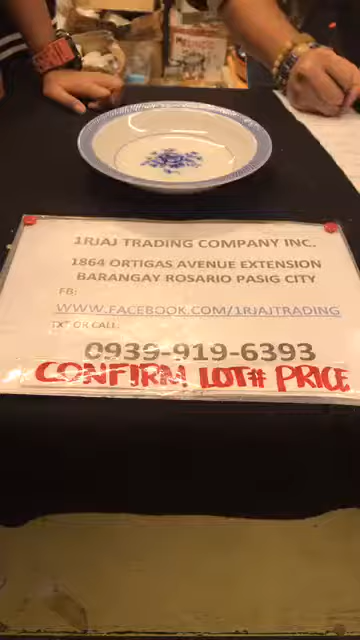 1RJAJ TRADING COMPANY INC.
1864 ORTIGAS AVENUE EXTENSION
BARANGAY ROSARIO PASIG CITY
FB:
WWW.FACEBOOK.COM/1RJAJTRADING
TXT OR CALL:
0939-919-6393
CONFIRM LOT# PRICE